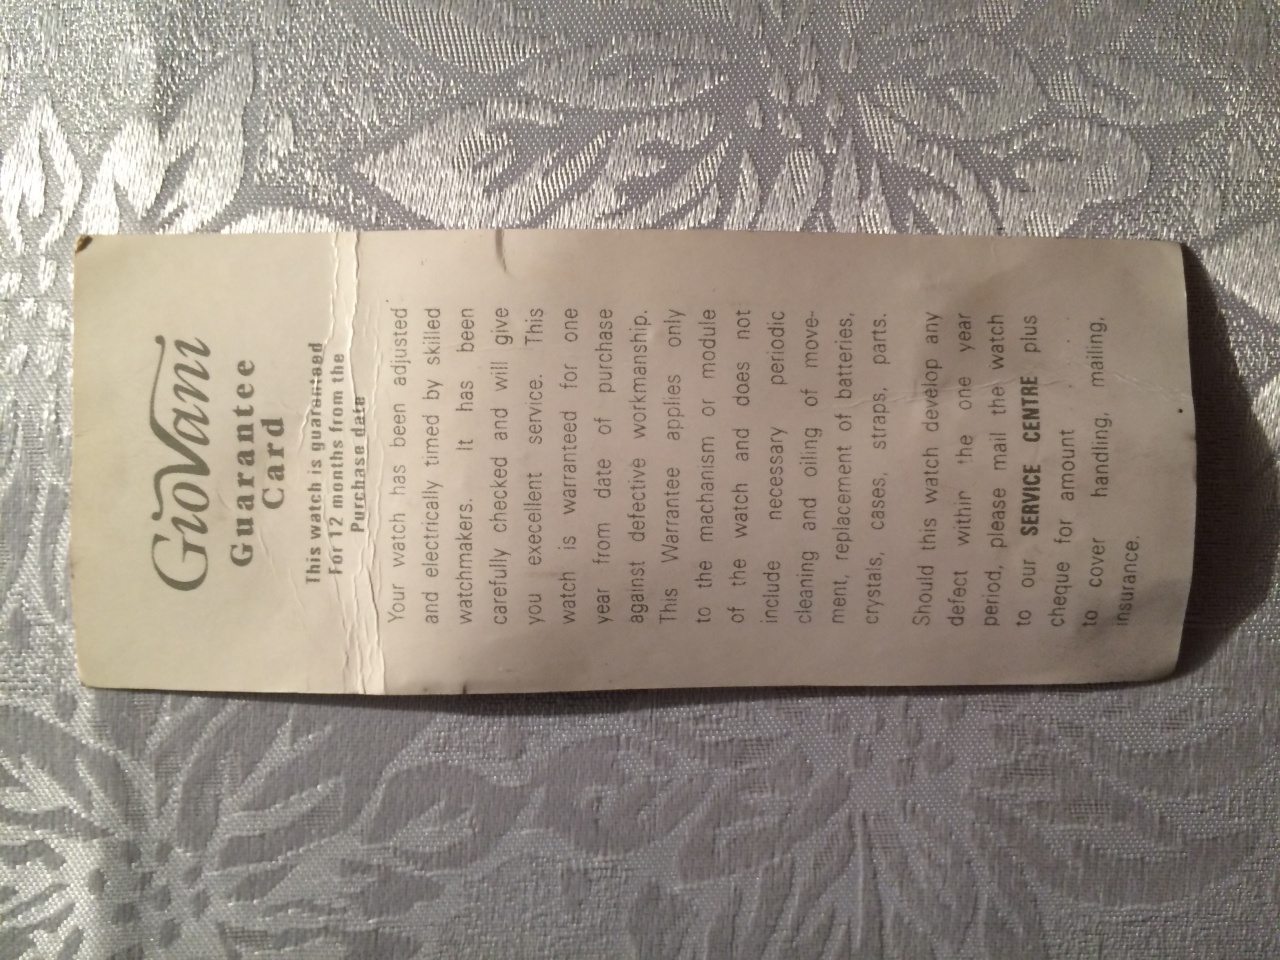 GioVani
Guarantee
Card
This watch is guaranteed
For 12 months from the
Purchase date
Your watch has been adjusted
and electrically timed by skilled
watchmakers. It has been
carefully checked and will give
you execellent service. This
watch is warranteed for one
year from date of purchase
against defective workmanship.
This Warrantee applies only
to the machanism or module
of the watch and does not
include necessary periodic
cleaning and oiling of move-
ment, replacement of batteries,
crystals, cases, straps, parts.
Should this watch develop any
defect within the one year
period, please mail the watch
to our SERVICE CENTRE plus
cheque for amount . . .
to cover handling, mailing,
insurance.